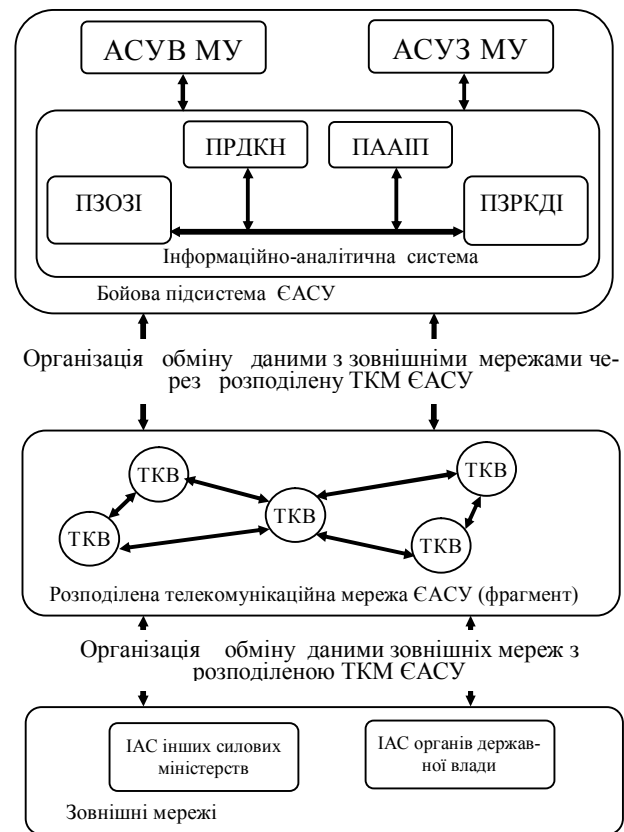 АСУВ МУ
АСУЗ МУ
ПРДКН
ПААІП
ПЗОЗІ
ПЗРКДІ
Інформаційно-аналітична система
Бойова підсистема ЄАСУ
Організація обміну даними з зовнішніми мережами че-
рез розподілену ТКМ ЄАСУ
ТКВ
ТКВ
ТКВ
ТКВ
ТКВ
Розподілена телекомунікаційна мережа ЄАСУ (фрагмент)
Організація обміну даними зовнішніх мереж з
розподіленою ТКМ ЄАСУ
ІАС інших силових
міністерств
ІАС органів держав-
ної влади
Зовнішні мережі